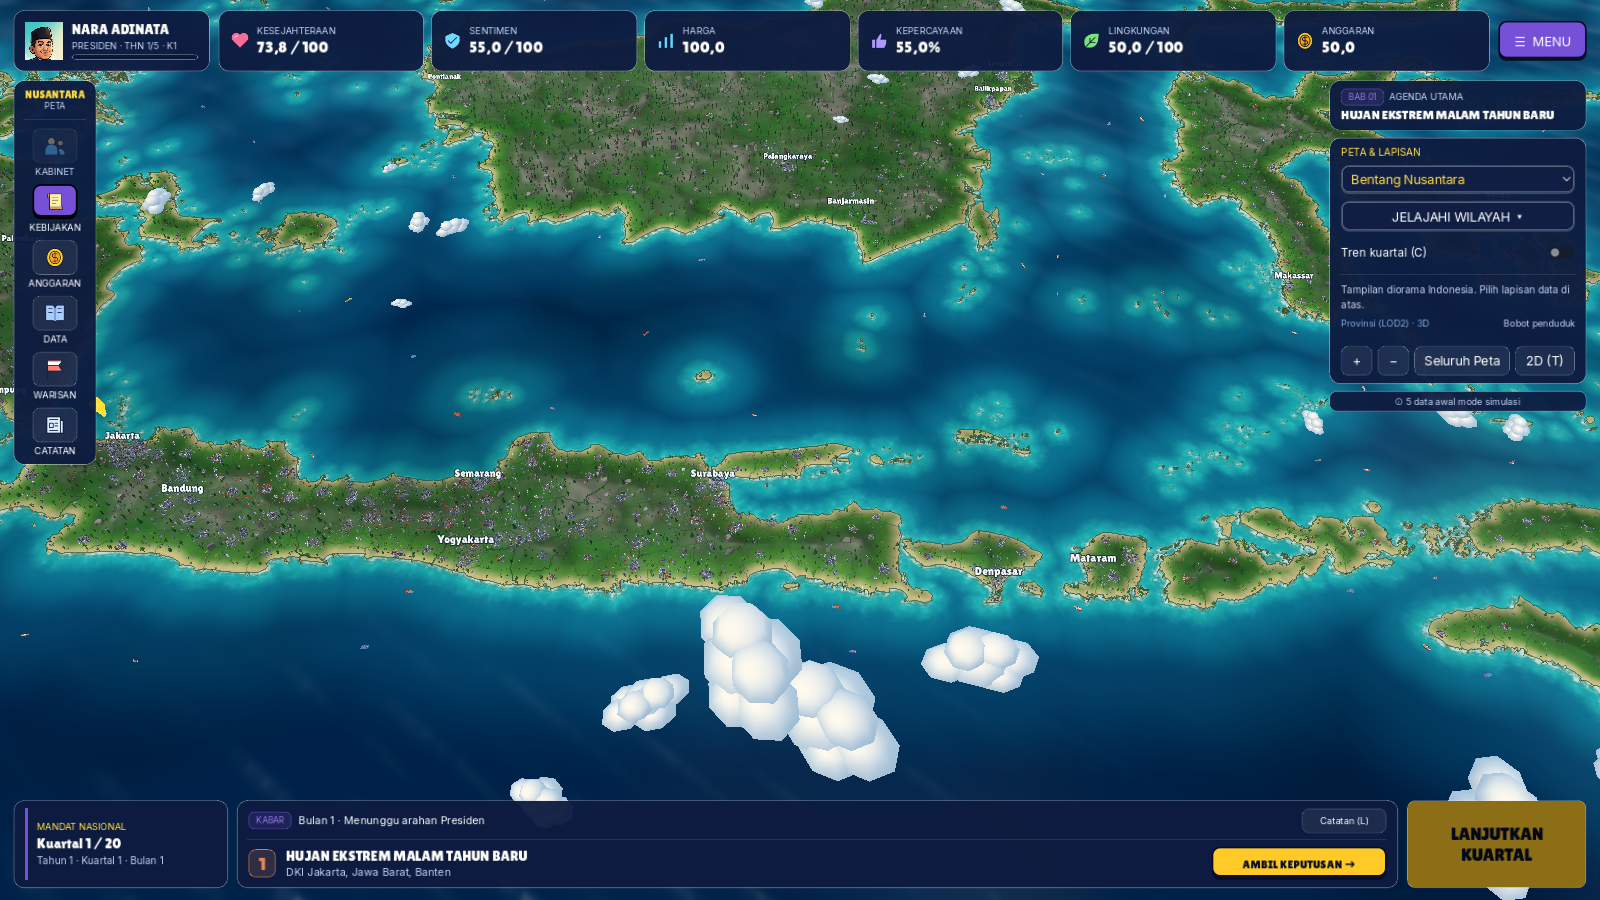 NARA ADINATA
PRESIDEN · THN 1/5 · K1
KESEJAHTERAAN
73,8 / 100
SENTIMEN
55,0 / 100
HARGA
100,0
KEPERCAYAAN
55,0%
LINGKUNGAN
50,0 / 100
ANGGARAN
50,0
☰ MENU
NUSANTARA
PETA
KABINET
KEBIJAKAN
ANGGARAN
DATA
WARISAN
CATATAN
BAB 01 AGENDA UTAMA
HUJAN EKSTREM MALAM TAHUN BARU
PETA & LAPISAN
Bentang Nusantara
JELAJAHI WILAYAH ▾
Tren kuartal (C)
Tampilan diorama Indonesia. Pilih lapisan data di
atas.
Provinsi (LOD2) · 3D
Bobot penduduk
+
−
Seluruh Peta
2D (T)
5 data awal mode simulasi
Pontianak
Balikpapan
Palangkaraya
Banjarmasin
Makassar
Jakarta
Bandung
Semarang
Surabaya
Yogyakarta
Denpasar
Mataram
MANDAT NASIONAL
Kuartal 1 / 20
Tahun 1 · Kuartal 1 · Bulan 1
KABAR Bulan 1 · Menunggu arahan Presiden
Catatan (L)
1
HUJAN EKSTREM MALAM TAHUN BARU
DKI Jakarta, Jawa Barat, Banten
AMBIL KEPUTUSAN →
LANJUTKAN
KUARTAL